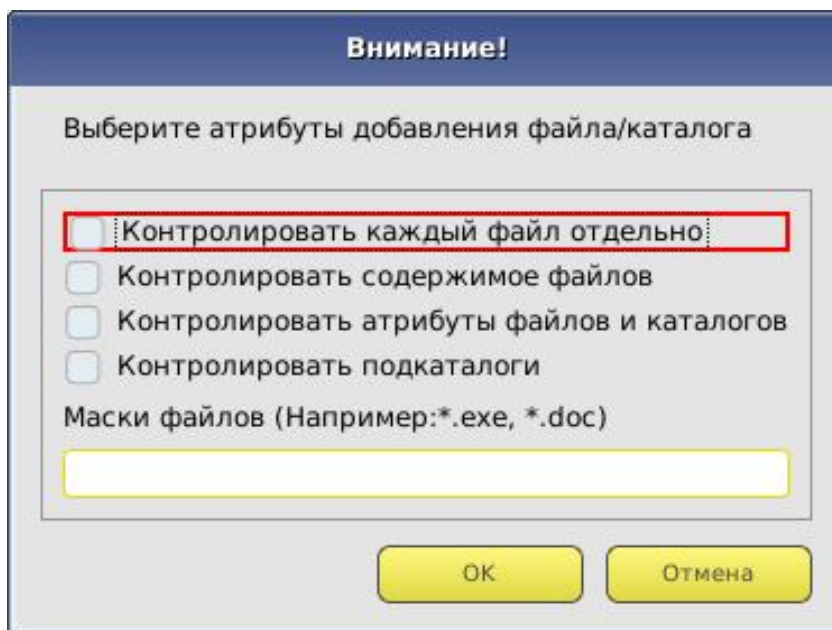 Внимание!
Выберите атрибуты добавления файла/каталога
Контролировать каждый файл отдельно
Контролировать содержимое файлов
Контролировать атрибуты файлов и каталогов
Контролировать подкаталоги
Маски файлов (Например:*.exe, *.doc)
OK
Отмена